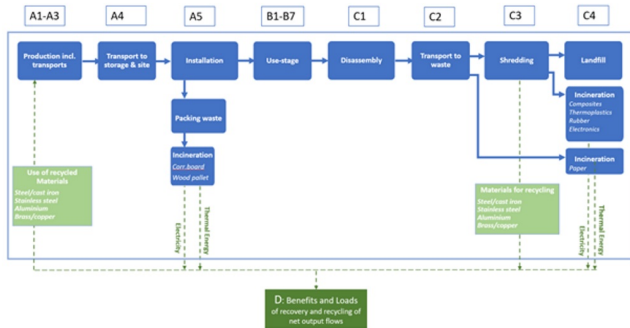 A1-A3
A4
A5
B1-B7
C1
C2
C3
C4
Production incl.
transports
Transport to
storage & site
Installation
Use-stage
Disassembly
Transport to
waste
Shredding
Landfill
Packing waste
Incineration
Corr.board
Wood pallet
Incineration
Composites
Thermoplastics
Rubber
Electronics
Incineration
Paper
Use of recycled
Materials
Steel/cast iron
Stainless steel
Aluminium
Brass/copper
Materials for recycling
Steel/cast iron
Stainless steel
Aluminium
Brass/copper
Electricity
Thermal Energy
Electricity
Thermal Energy
D: Benefits and Loads
of recovery and recycling of
net output flows